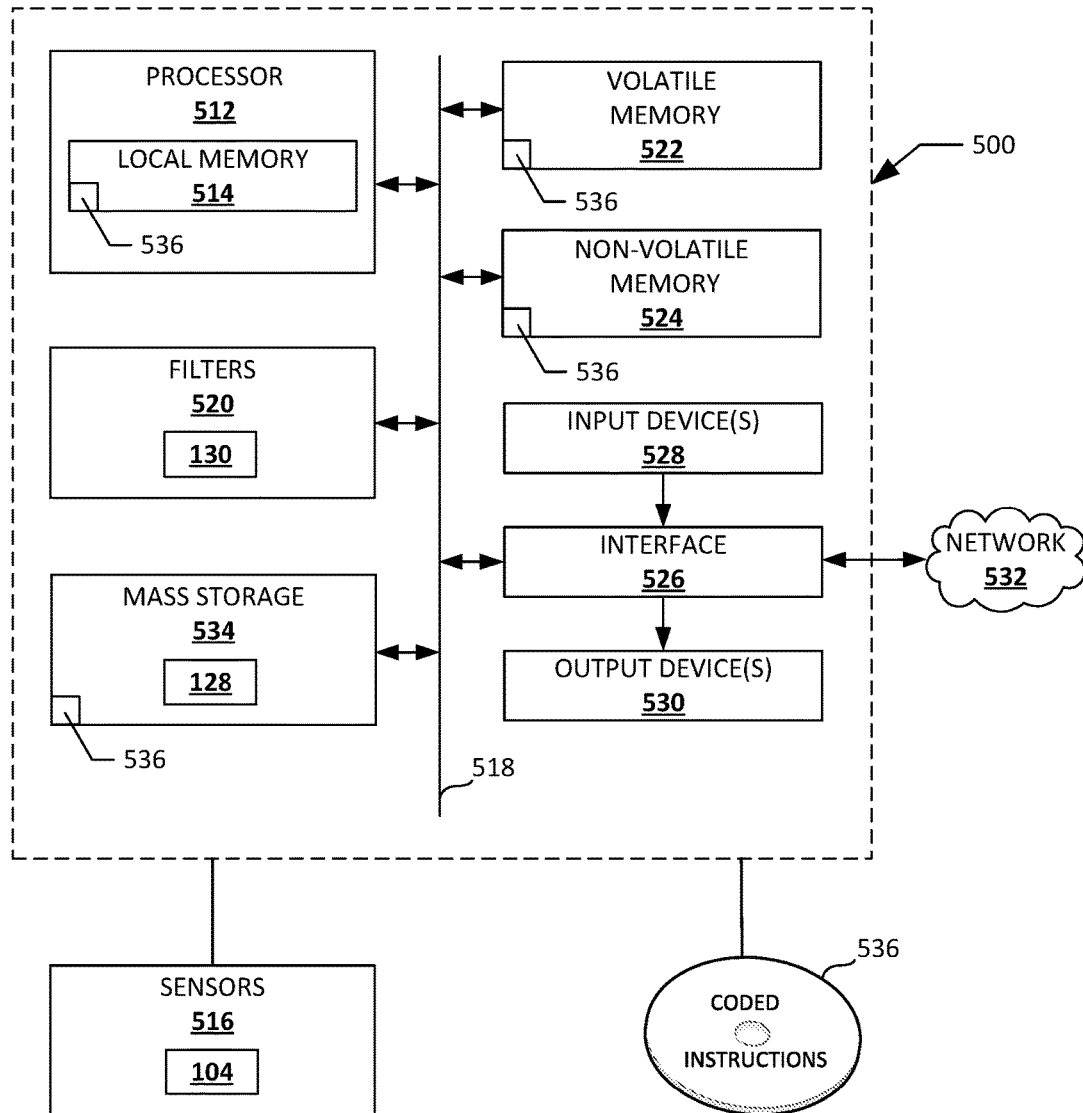 PROCESSOR
512
LOCAL MEMORY
514
536
VOLATILE
MEMORY
522
536
500
NON-VOLATILE
MEMORY
524
536
FILTERS
520
130
INPUT DEVICE(S)
528
INTERFACE
526
NETWORK
532
MASS STORAGE
534
128
536
OUTPUT DEVICE(S)
530
518
SENSORS
516
104
536
CODED
INSTRUCTIONS